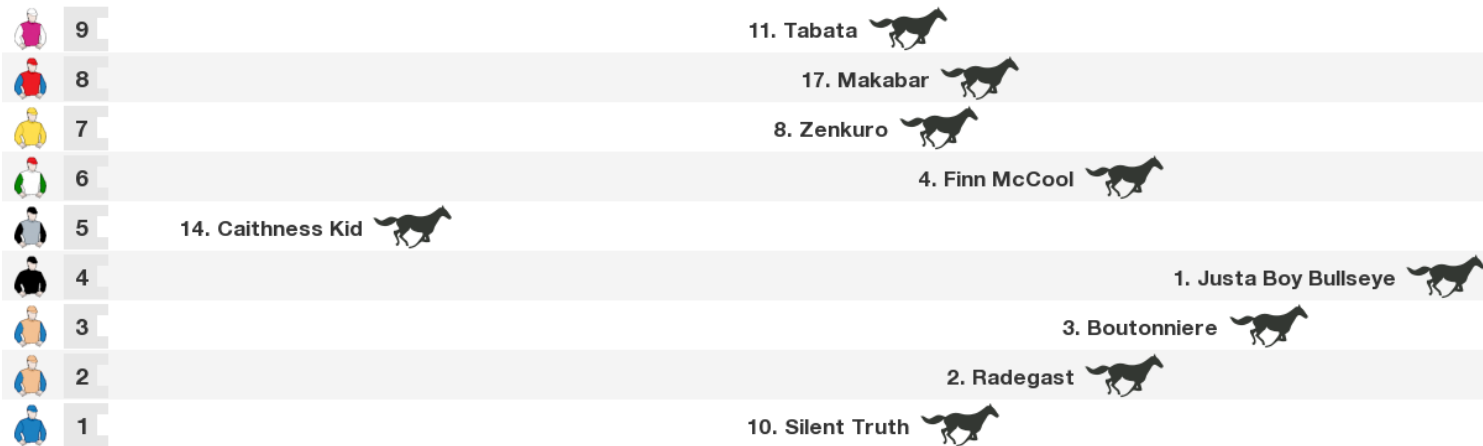 9 11. Tabata
8 17. Makabar
7 8. Zenkuro
6 4. Finn McCool
5 14. Caithness Kid
4 1. Justa Boy Bullseye
3 3. Boutonniere
2 2. Radegast
1 10. Silent Truth